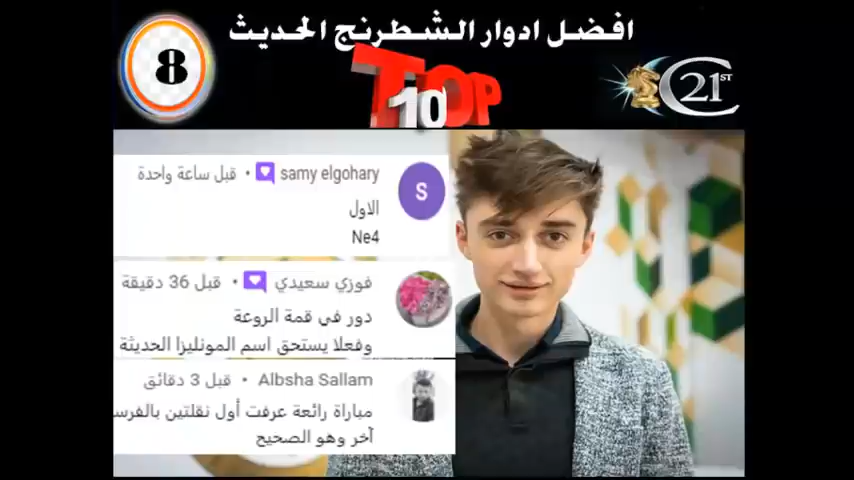 افضل ادوار الشطرنج الحديث
8
TOP
10
C 21ST
samy elgohary • قبل ساعة واحدة
S
الاول
Ne4
فوزي سعيدي • قبل 36 دقيقة
دور في قمة الروعة
وفعلا يستحق اسم المونليزا الحديثة
Albsha Sallam • قبل 3 دقائق
مباراة رائعة عرفت أول نقلتين بالفرس
آخر وهو الصحيح